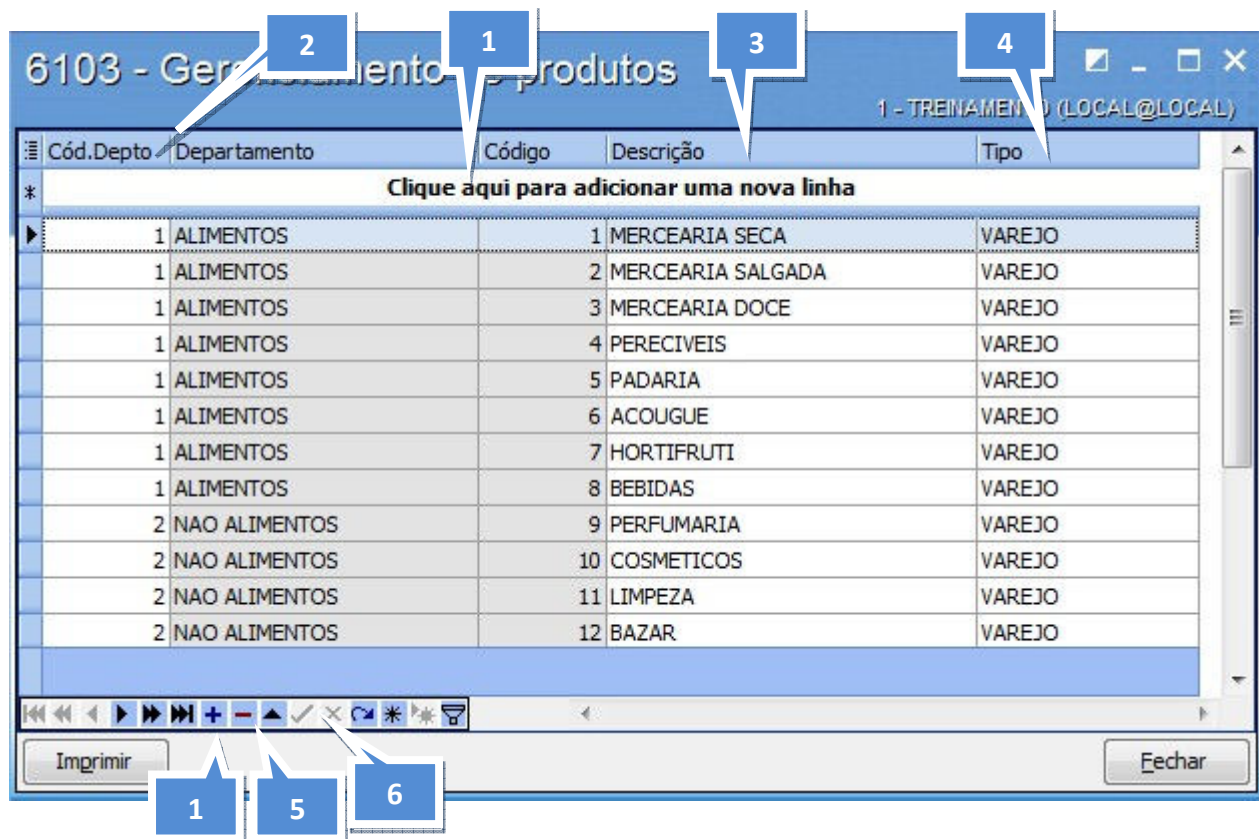 2 1 3 4
6103 - Ger amento produtos
1 - TREINAMEN O (LOCAL@LOCAL)
Cód.Depto Departamento Código Descrição Tipo
Clique aqui para adicionar uma nova linha
1 ALIMENTOS 1 MERCEARIA SECA VAREJO
1 ALIMENTOS 2 MERCEARIA SALGADA VAREJO
1 ALIMENTOS 3 MERCEARIA DOCE VAREJO
1 ALIMENTOS 4 PERECIVEIS VAREJO
1 ALIMENTOS 5 PADARIA VAREJO
1 ALIMENTOS 6 ACOUGUE VAREJO
1 ALIMENTOS 7 HORTIFRUTI VAREJO
1 ALIMENTOS 8 BEBIDAS VAREJO
2 NAO ALIMENTOS 9 PERFUMARIA VAREJO
2 NAO ALIMENTOS 10 COSMETICOS VAREJO
2 NAO ALIMENTOS 11 LIMPEZA VAREJO
2 NAO ALIMENTOS 12 BAZAR VAREJO
Imprimir Fechar
1 5 6